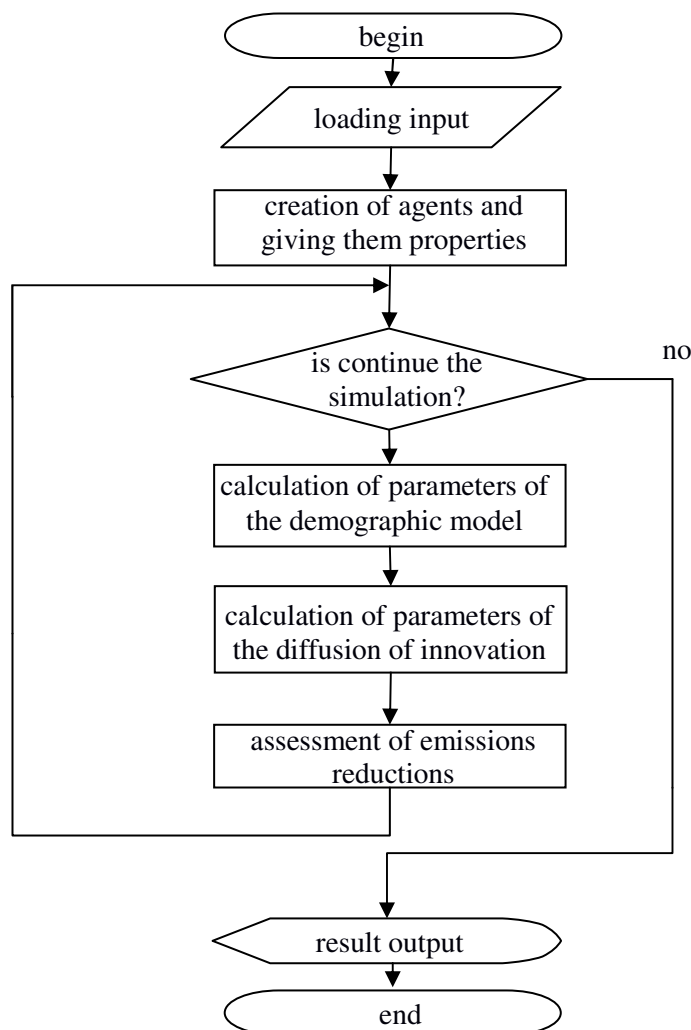 begin
loading input
creation of agents and
giving them properties
is continue the
simulation?
no
calculation of parameters of
the demographic model
calculation of parameters of
the diffusion of innovation
assessment of emissions
reductions
result output
end